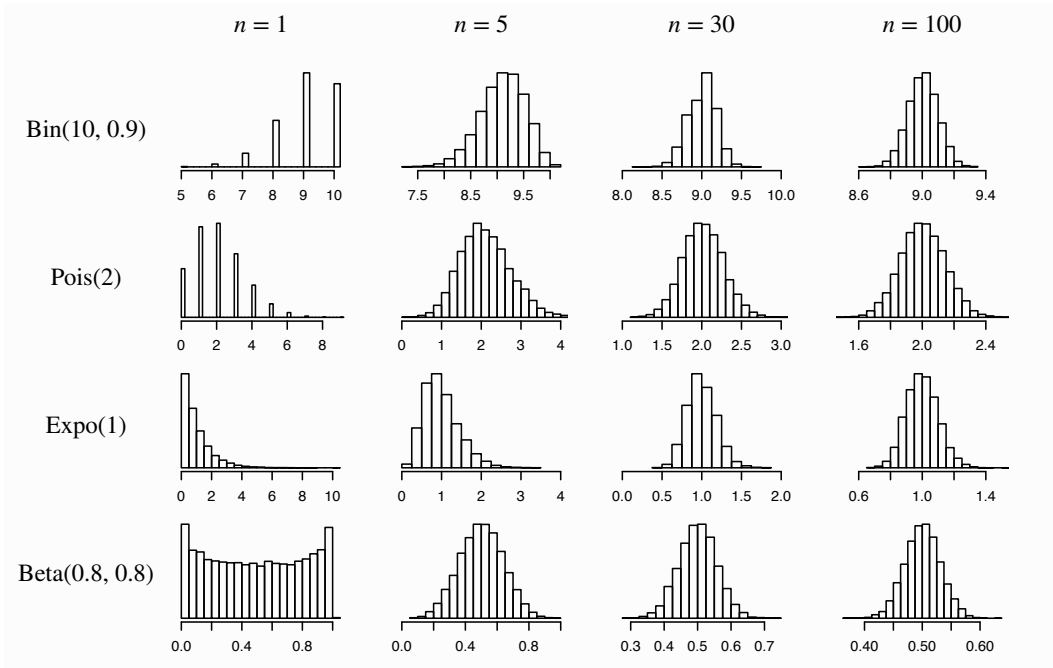 n = 1 n = 5 n = 30 n = 100
Bin(10, 0.9)
5 6 7 8 9 10 7.5 8.5 9.5 8.0 8.5 9.0 9.5 10.0 8.6 9.0 9.4
Pois(2)
0 2 4 6 8 0 1 2 3 4 1.0 1.5 2.0 2.5 3.0 1.6 2.0 2.4
Expo(1)
0 2 4 6 8 10 0 1 2 3 4 0.0 0.5 1.0 1.5 2.0 0.6 1.0 1.4
Beta(0.8, 0.8)
0.0 0.4 0.8 0.0 0.4 0.8 0.3 0.4 0.5 0.6 0.7 0.40 0.50 0.60